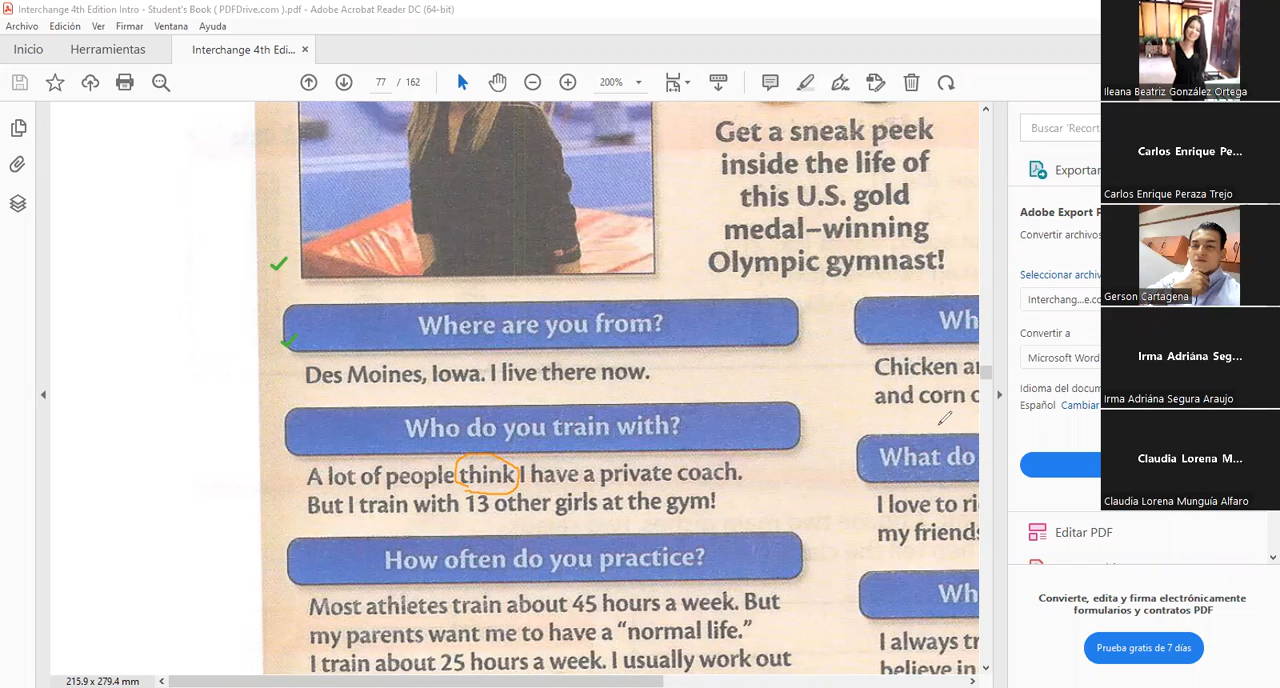 Interchange 4th Edition Intro - Student's Book ( PDFDrive.com ).pdf - Adobe Acrobat Reader DC (64-bit)
Archivo Edición Ver Firmar Ventana Ayuda
Inicio Herramientas Interchange 4th Edi... ×
77 / 162 200%
Get a sneak peek
inside the life of
this U.S. gold
medal–winning
Olympic gymnast!
Where are you from?
Des Moines, Iowa. I live there now.
Who do you train with?
A lot of people think I have a private coach.
But I train with 13 other girls at the gym!
How often do you practice?
Most athletes train about 45 hours a week. But
my parents want me to have a “normal life.”
I train about 25 hours a week. I usually work out
Wh
Chicken a
and corn
What do
I love to ri
my friends
Wh
I always tr
believe in
215.9 x 279.4 mm
Buscar 'Recort
Exportar
Adobe Export P
Convertir archivos
Seleccionar archiv
Interchang...e.co
Convertir a
Microsoft Word
Idioma del docum
Español Cambiar
Editar PDF
Convierte, edita y firma electrónicamente
formularios y contratos PDF
Prueba gratis de 7 días
Ileana Beatriz González Ortega
Carlos Enrique Pe...
Carlos Enrique Peraza Trejo
Gerson Cartagena
Irma Adriána Seg...
Irma Adriána Segura Araujo
Claudia Lorena M...
Claudia Lorena Munguía Alfaro